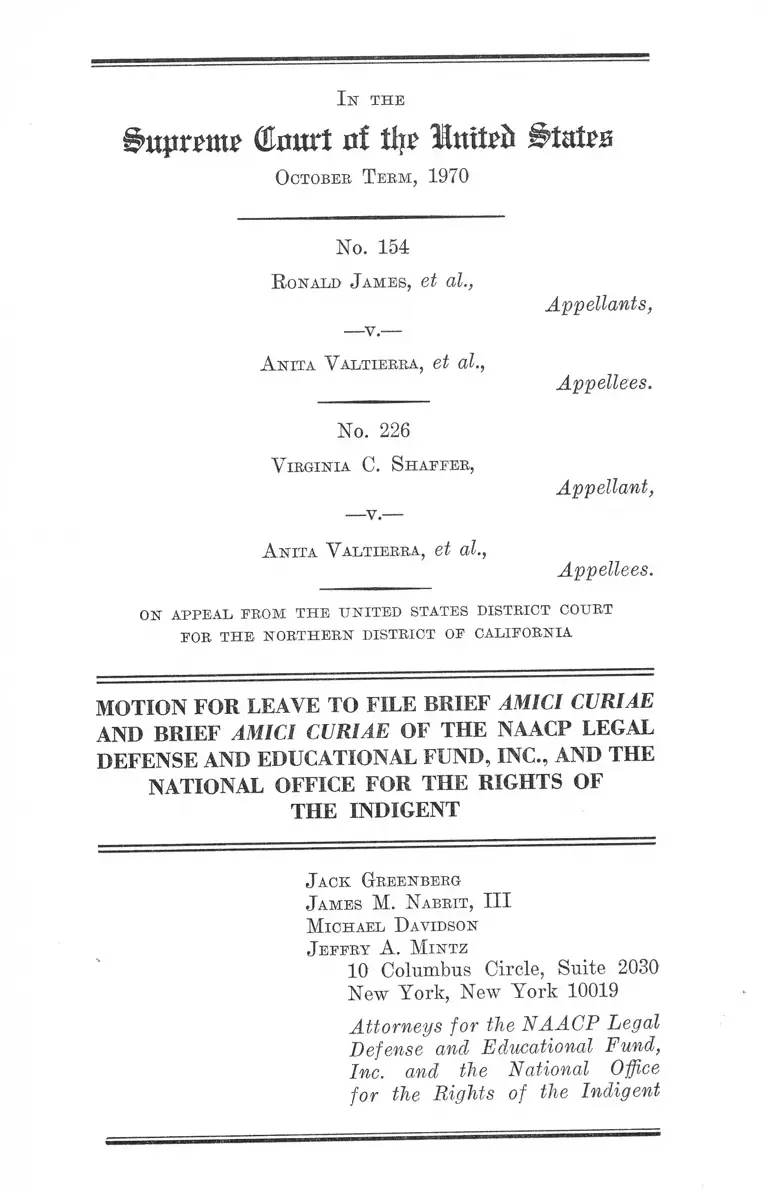 IN THE
Supreme Court of the United States
OCTOBER TERM, 1970
No. 154
RONALD JAMES, et al.,
Appellants,
—v.—
ANITA VALTIERRA, et al.,
Appellees.
No. 226
VIRGINIA C. SHAFFER,
Appellant,
—v.—
ANITA VALTIERRA, et al.,
Appellees.
ON APPEAL FROM THE UNITED STATES DISTRICT COURT
FOR THE NORTHERN DISTRICT OF CALIFORNIA
MOTION FOR LEAVE TO FILE BRIEF AMICI CURIAE
AND BRIEF AMICI CURIAE OF THE NAACP LEGAL
DEFENSE AND EDUCATIONAL FUND, INC., AND THE
NATIONAL OFFICE FOR THE RIGHTS OF
THE INDIGENT
JACK GREENBERG
JAMES M. NABRIT, III
MICHAEL DAVIDSON
JEFFRY A. MINTZ
10 Columbus Circle, Suite 2030
New York, New York 10019
Attorneys for the NAACP Legal
Defense and Educational Fund,
Inc. and the National Office
for the Rights of the Indigent